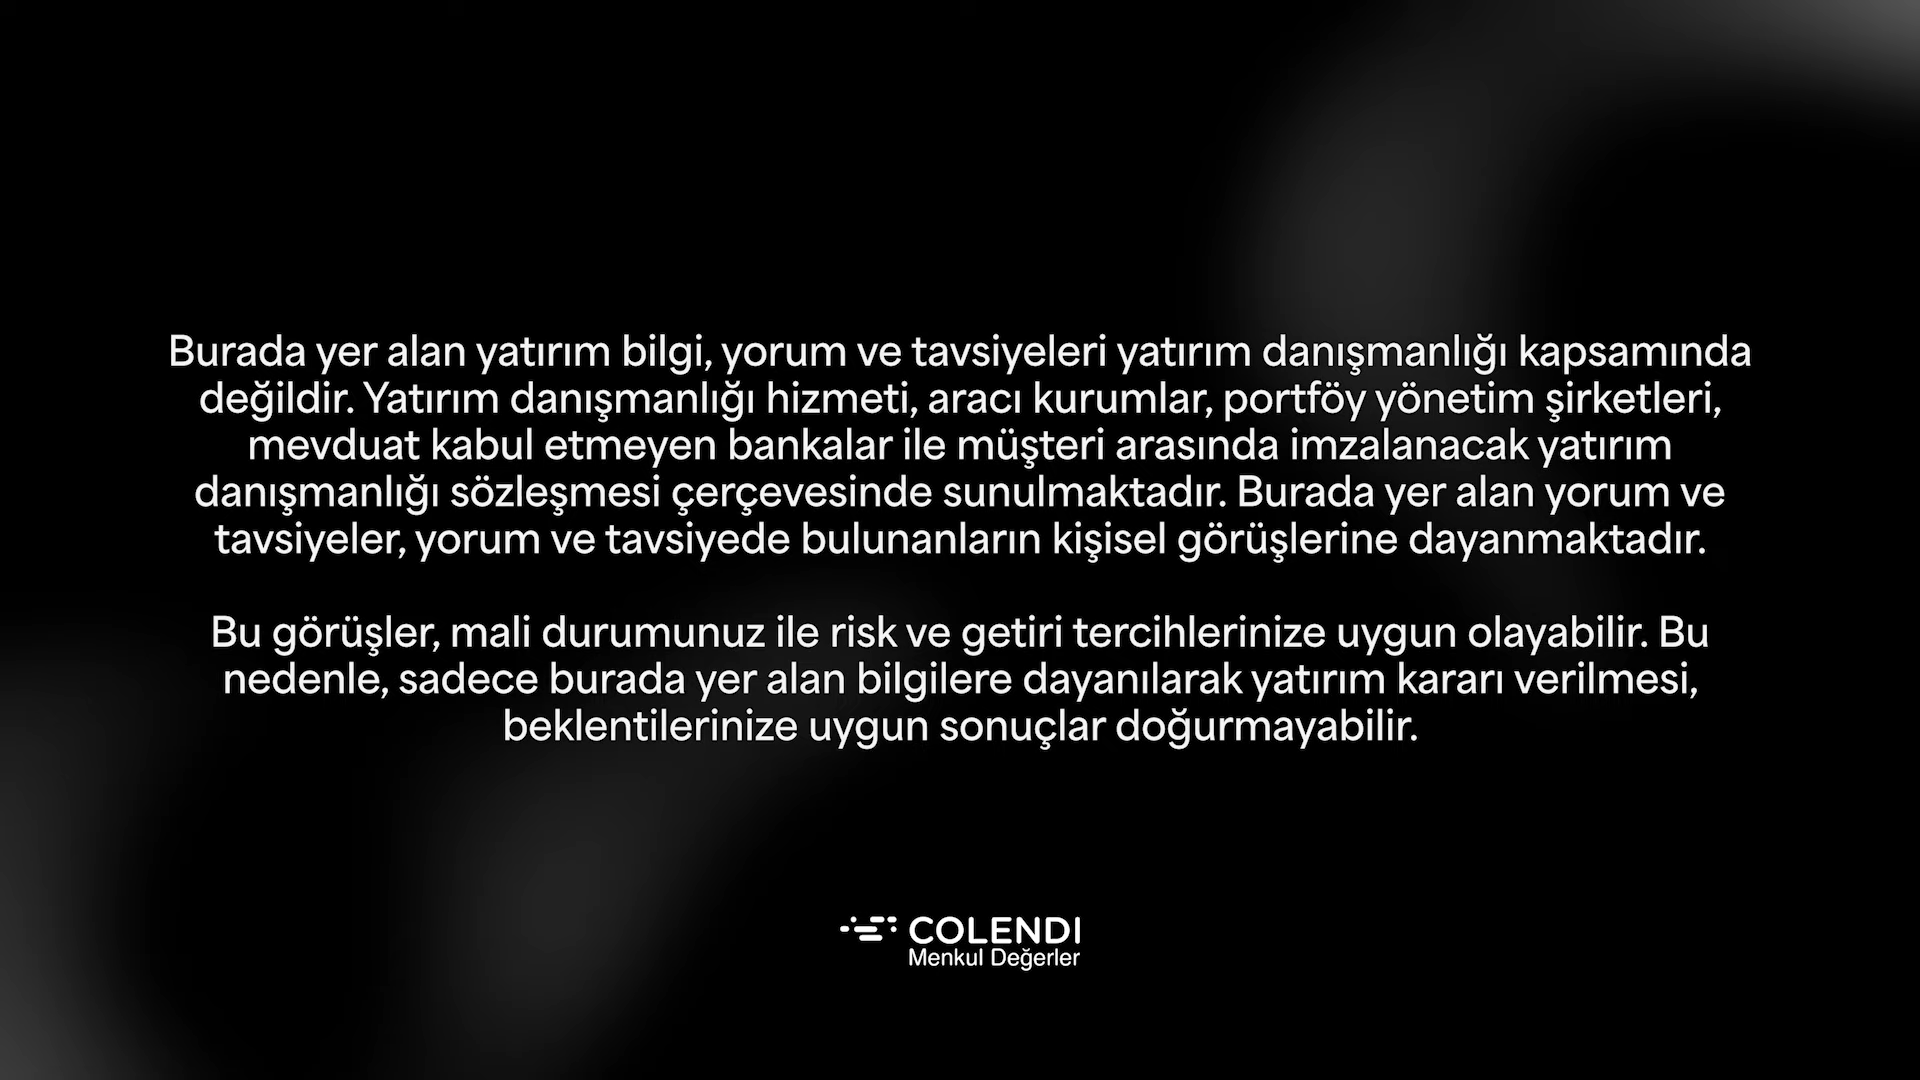 Burada yer alan yatırım bilgi, yorum ve tavsiyeleri yatırım danışmanlığı kapsamında
değildir. Yatırım danışmanlığı hizmeti, aracı kurumlar, portföy yönetim şirketleri,
mevduat kabul etmeyen bankalar ile müşteri arasında imzalanacak yatırım
danışmanlığı sözleşmesi çerçevesinde sunulmaktadır. Burada yer alan yorum ve
tavsiyeler, yorum ve tavsiyede bulunanların kişisel görüşlerine dayanmaktadır.
Bu görüşler, mali durumunuz ile risk ve getiri tercihlerinize uygun olayabilir. Bu
nedenle, sadece burada yer alan bilgilere dayanılarak yatırım kararı verilmesi,
beklentilerinize uygun sonuçlar doğurmayabilir.
COLENDI
Menkul Değerler